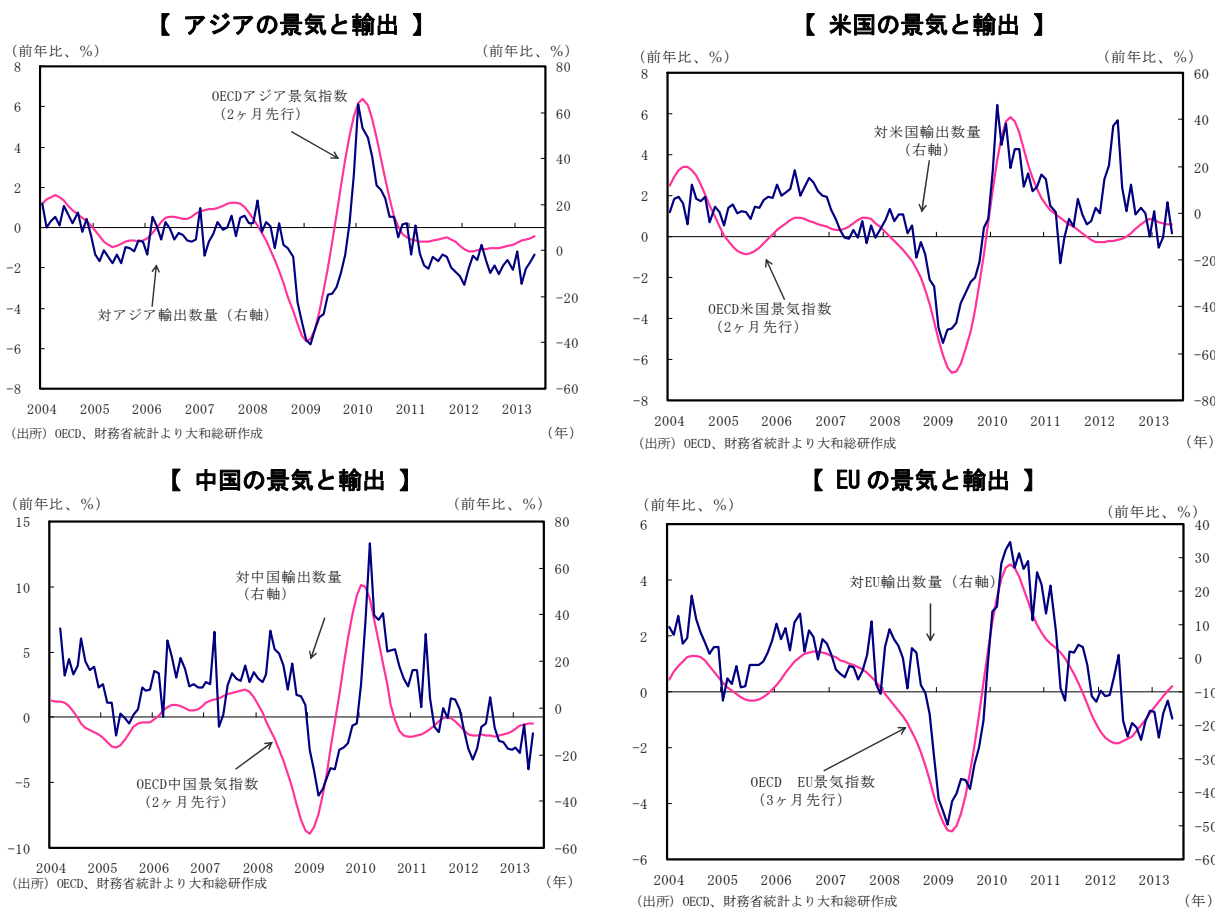 【 アジアの景気と輸出 】
（前年比、%）
（前年比、%）
8
6
4
2
0
−2
−4
−6
−8
80
60
40
20
0
−20
−40
−60
OECDアジア景気指数
（2ヶ月先行）
対アジア輸出数量（右軸）
2004 2005 2006 2007 2008 2009 2010 2011 2012 2013
（出所）OECD、財務省統計より大和総研作成
（年）
【 米国の景気と輸出 】
（前年比、%）
（前年比、%）
8
6
4
2
0
−2
−4
−6
−8
60
40
20
0
−20
−40
−60
−80
対米国輸出数量
（右軸）
OECD米国景気指数
（2ヶ月先行）
2004 2005 2006 2007 2008 2009 2010 2011 2012 2013
（出所）OECD、財務省統計より大和総研作成
（年）
【 中国の景気と輸出 】
（前年比、%）
（前年比、%）
15
10
5
0
−5
−10
80
60
40
20
0
−20
−40
−60
対中国輸出数量
（右軸）
OECD中国景気指数
（2ヶ月先行）
2004 2005 2006 2007 2008 2009 2010 2011 2012 2013
（出所）OECD、財務省統計より大和総研作成
（年）
【 EUの景気と輸出 】
（前年比、%）
（前年比、%）
6
4
2
0
−2
−4
−6
40
30
20
10
0
−10
−20
−30
−40
−50
−60
対EU輸出数量（右軸）
OECD　EU景気指数
（3ヶ月先行）
2004 2005 2006 2007 2008 2009 2010 2011 2012 2013
（出所）OECD、財務省統計より大和総研作成
（年）